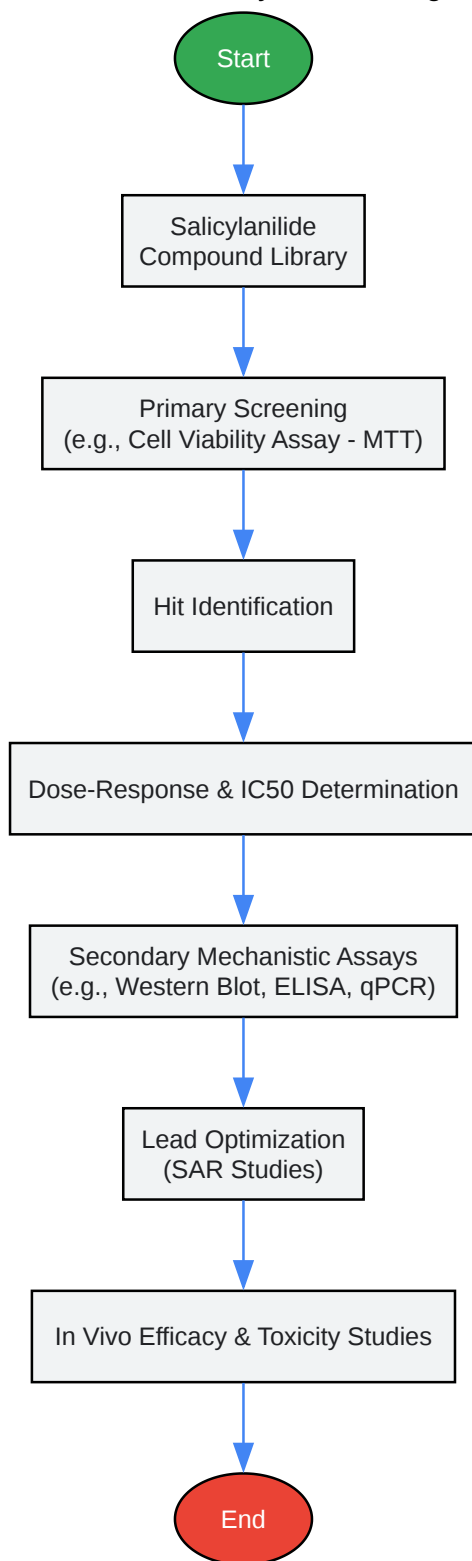 Start
Salicylanilide
Compound Library
Primary Screening
(e.g., Cell Viability Assay - MTT)
Hit Identification
Dose-Response & IC50 Determination
Secondary Mechanistic Assays
(e.g., Western Blot, ELISA, qPCR)
Lead Optimization
(SAR Studies)
In Vivo Efficacy & Toxicity Studies
End